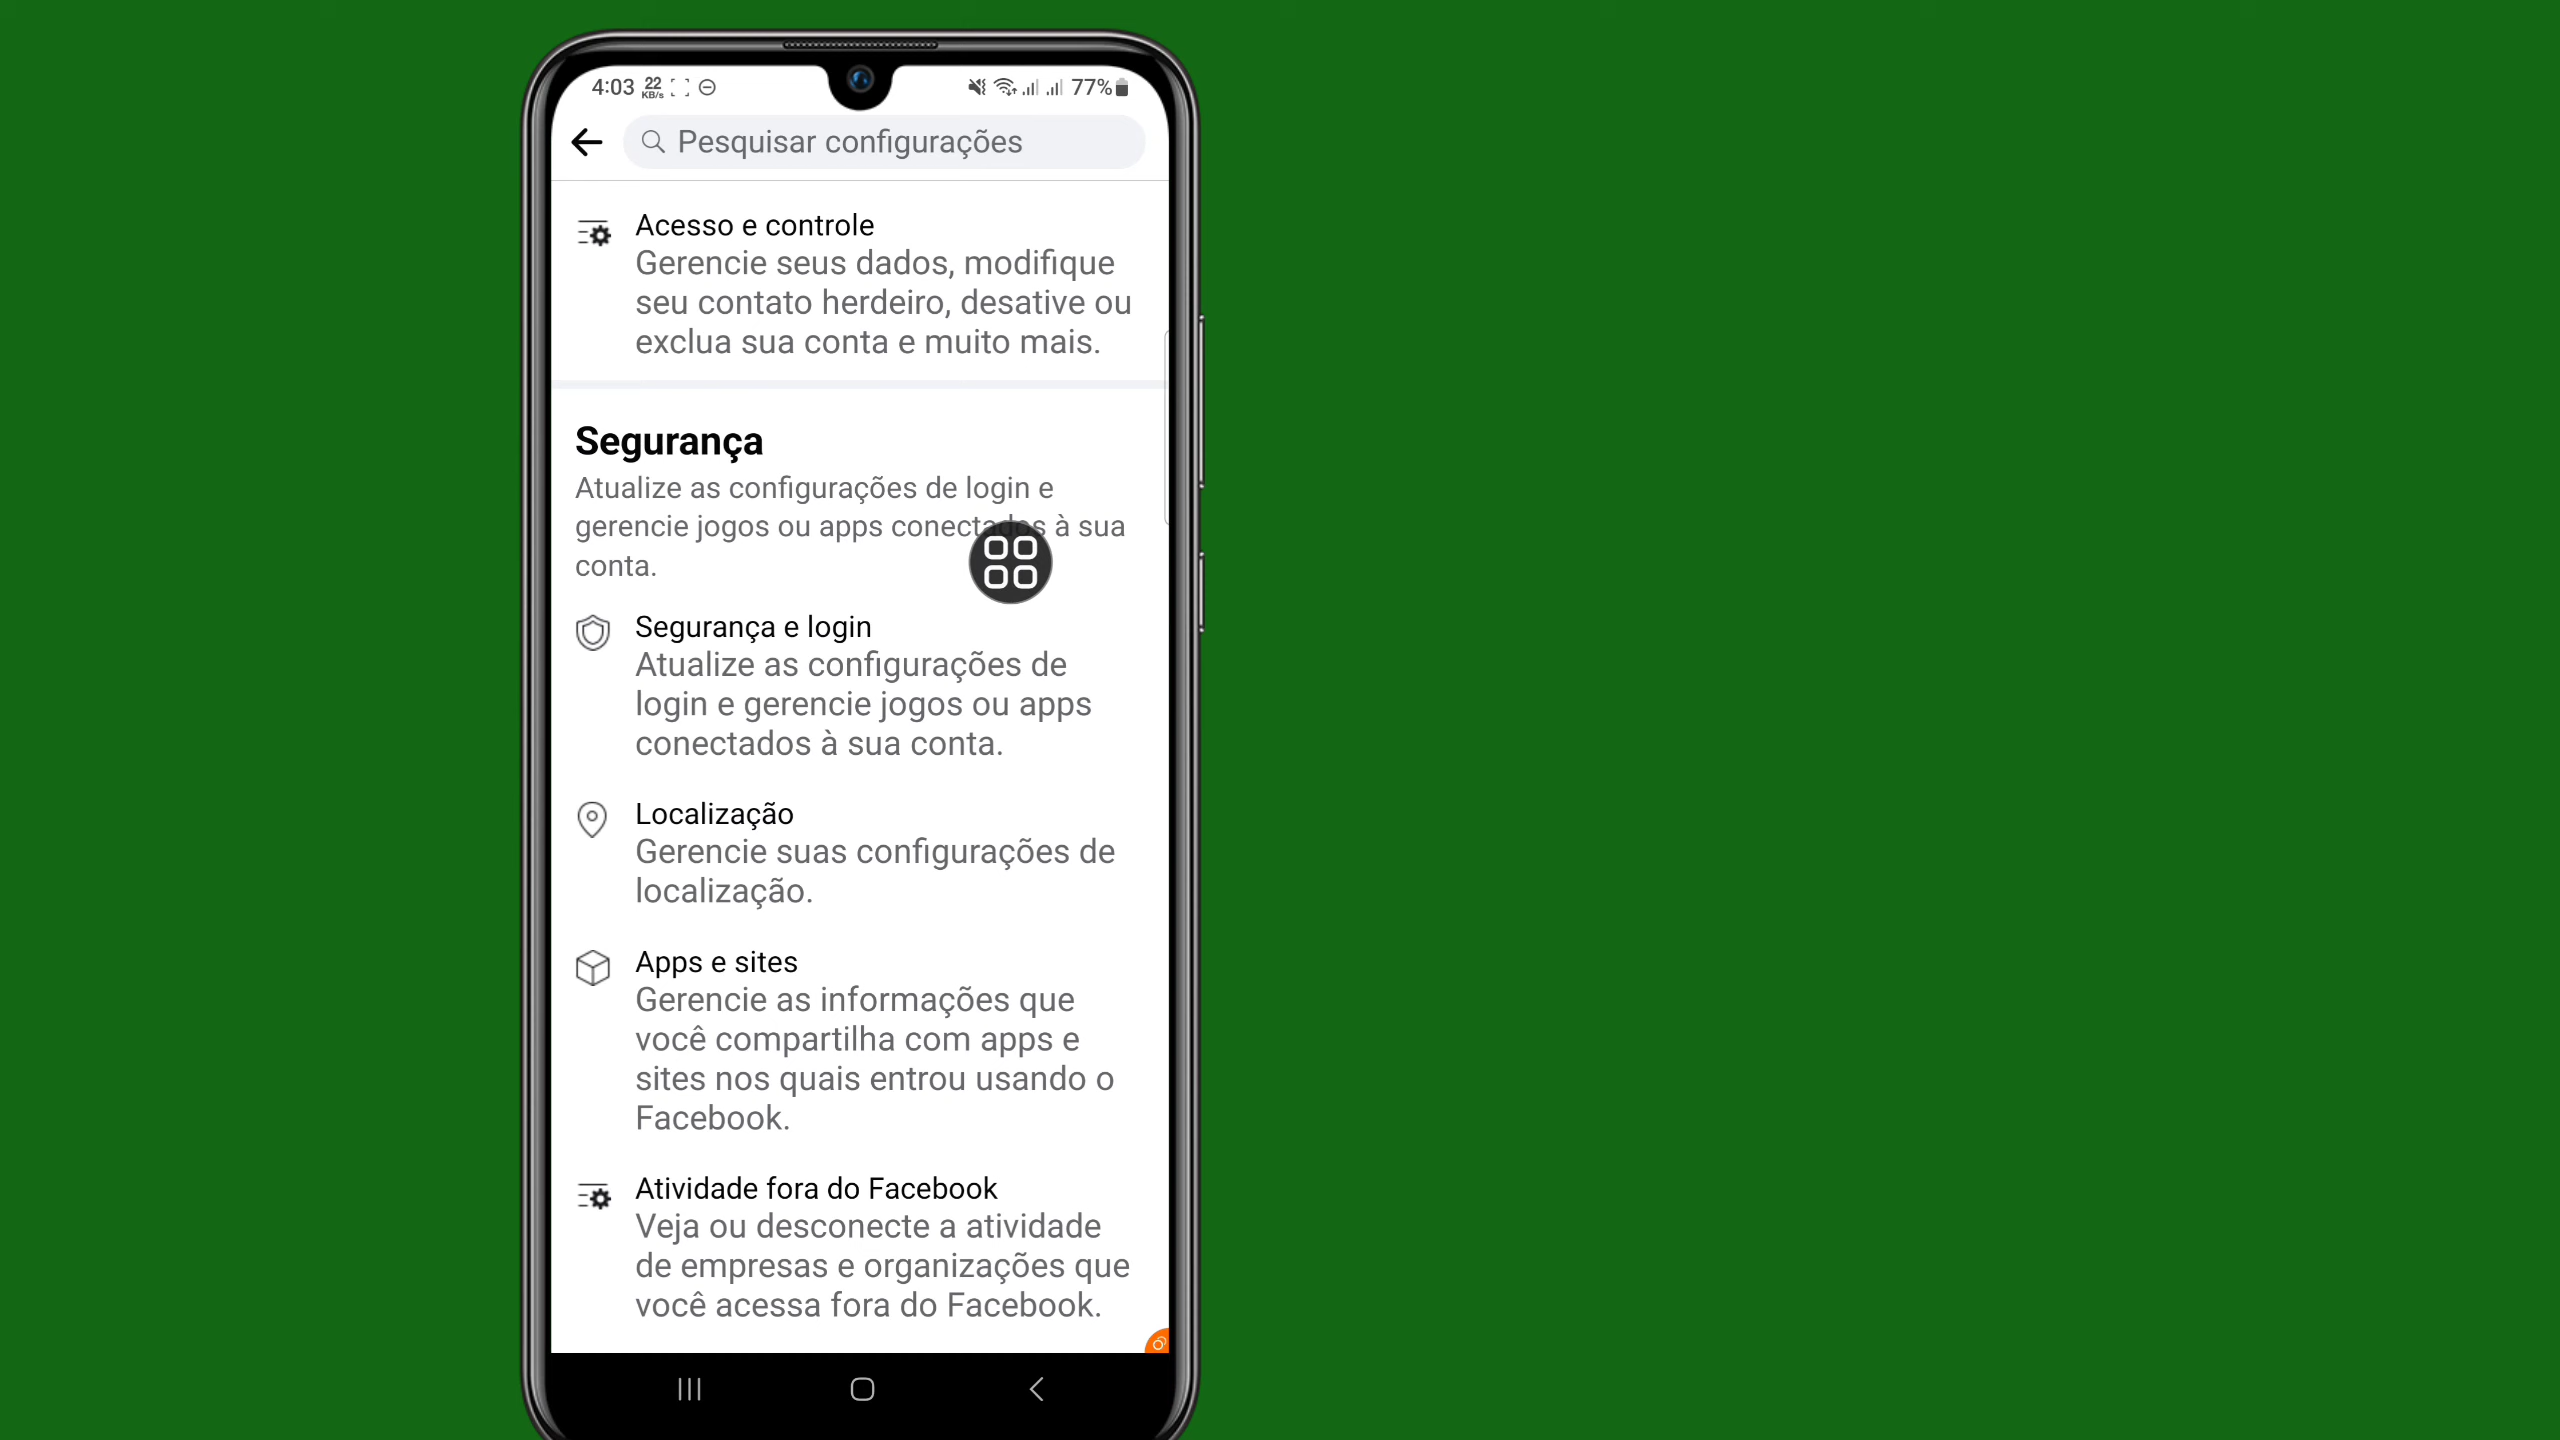 4:03 22 KB/s 77%
Pesquisar configurações
Acesso e controle
Gerencie seus dados, modifique
seu contato herdeiro, desative ou
exclua sua conta e muito mais.
Segurança
Atualize as configurações de login e
gerencie jogos ou apps conectados à sua
conta.
Segurança e login
Atualize as configurações de
login e gerencie jogos ou apps
conectados à sua conta.
Localização
Gerencie suas configurações de
localização.
Apps e sites
Gerencie as informações que
você compartilha com apps e
sites nos quais entrou usando o
Facebook.
Atividade fora do Facebook
Veja ou desconecte a atividade
de empresas e organizações que
você acessa fora do Facebook.